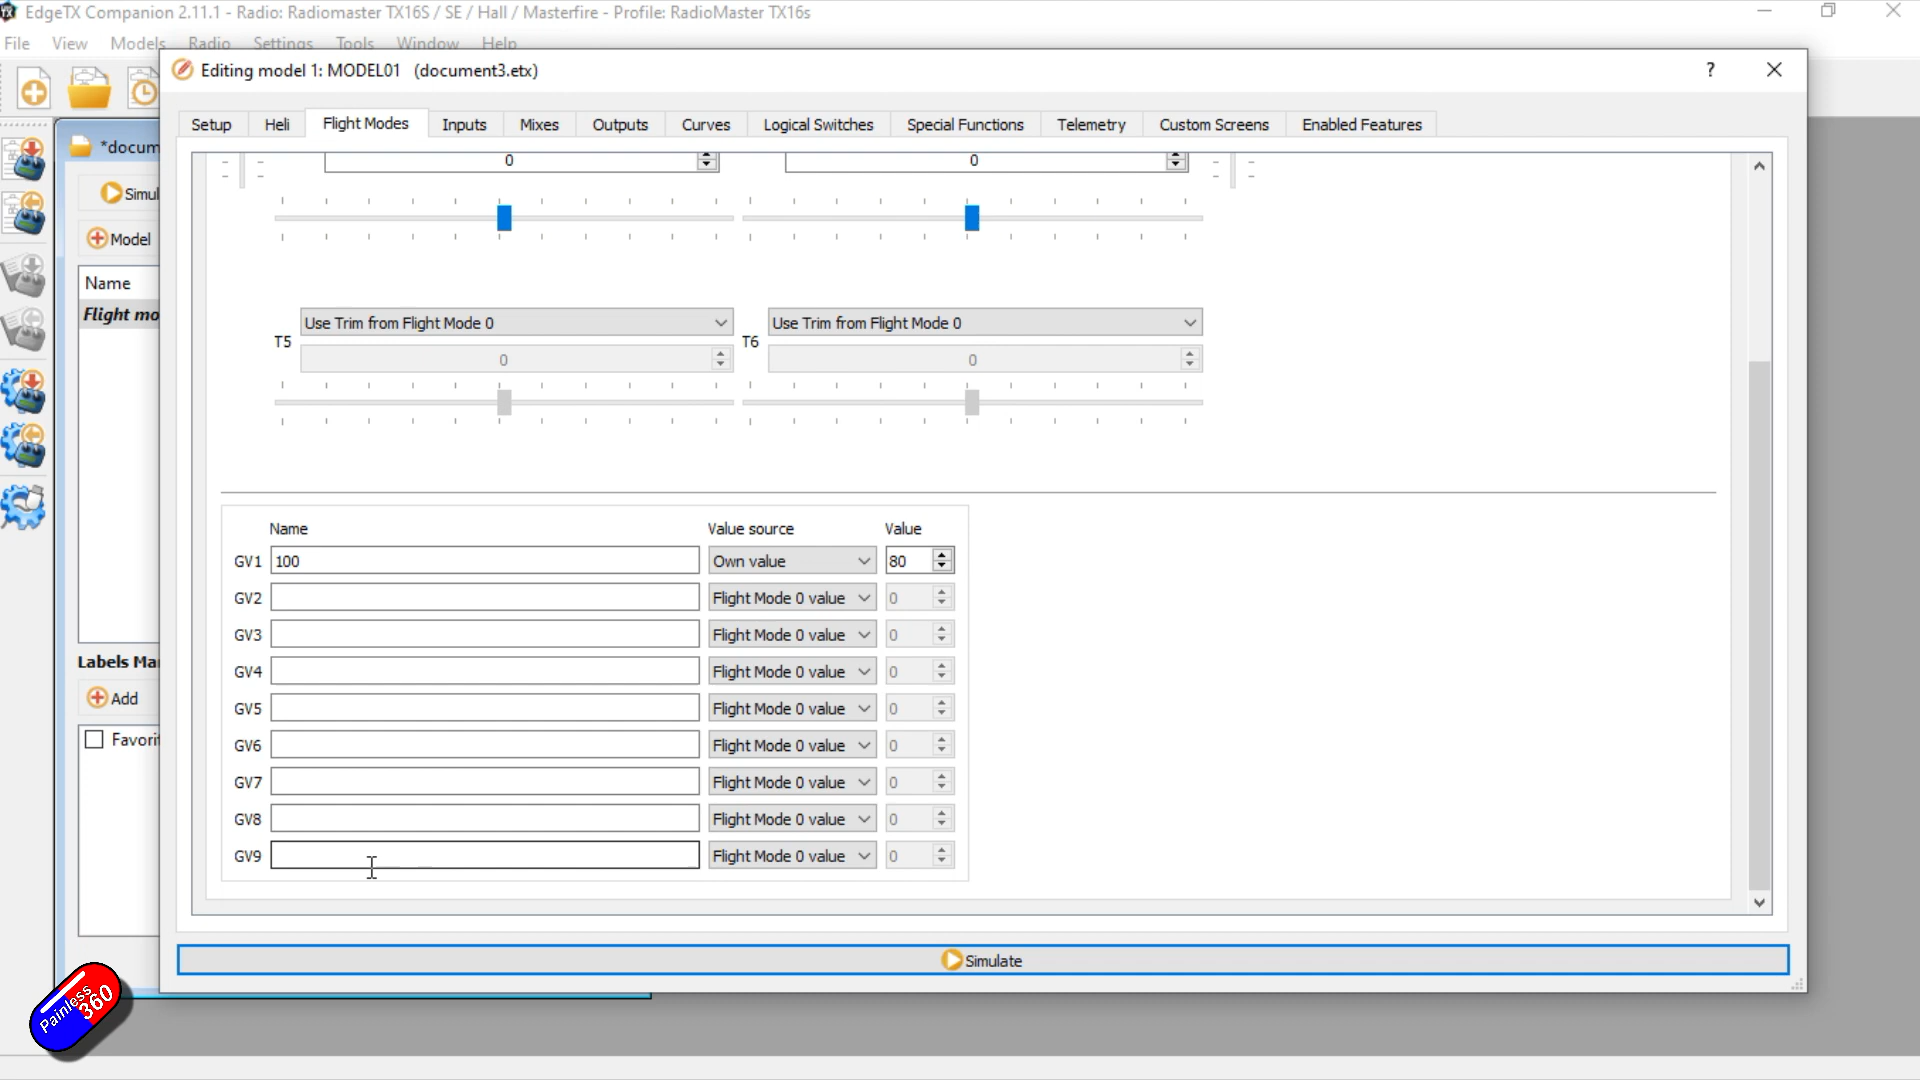 EdgeTX Companion 2.11.1 - Radio: Radiomaster TX16S / SE / Hall / Masterfire - Profile: RadioMaster TX16s
File View Models Radio Settings Tools Window Help
Editing model 1: MODEL01 (document3.etx)
Setup Heli Flight Modes Inputs Mixes Outputs Curves Logical Switches Special Functions Telemetry Custom Screens Enabled Features
*docum
Simul
Model
Name
Flight mo
Labels Ma
Add
Favorit
0 0
Use Trim from Flight Mode 0 Use Trim from Flight Mode 0
T5 T6
0 0
Name Value source Value
GV1 100 Own value 80
GV2 Flight Mode 0 value 0
GV3 Flight Mode 0 value 0
GV4 Flight Mode 0 value 0
GV5 Flight Mode 0 value 0
GV6 Flight Mode 0 value 0
GV7 Flight Mode 0 value 0
GV8 Flight Mode 0 value 0
GV9 Flight Mode 0 value 0
Simulate
Painless
360